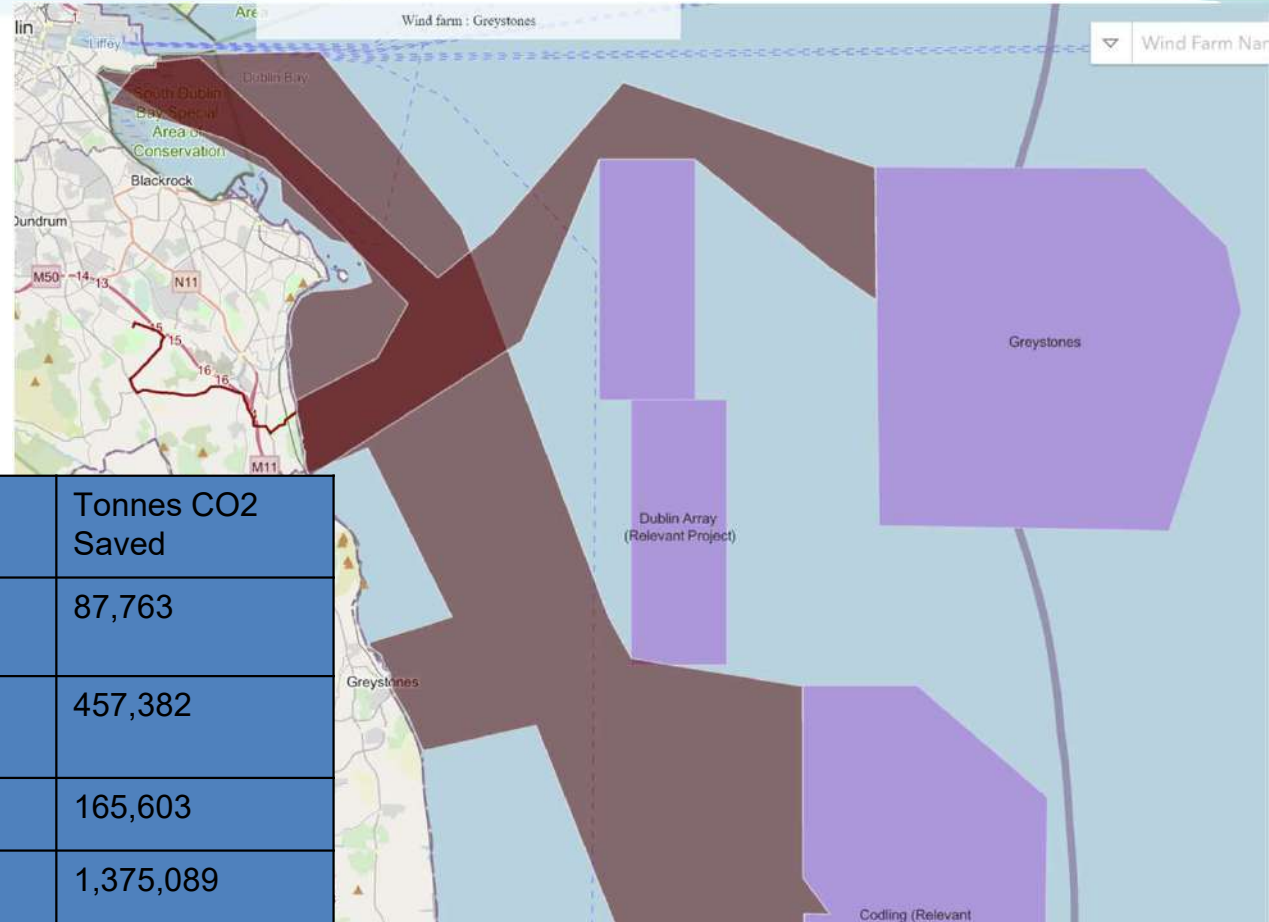 lin
Area
Wind farm : Greystones
Wind Farm Nar
Liffey
Dublin Bay
South Dublin
Bay Special
Area of
Conservation
Blackrock
Dundrum
M50
14
13
N11
15
15
16
16
M11
Greystones
Dublin Array
(Relevant Project)
Greystones
Codling (Relevant
Tonnes CO2
Saved
87,763
457,382
165,603
1,375,089